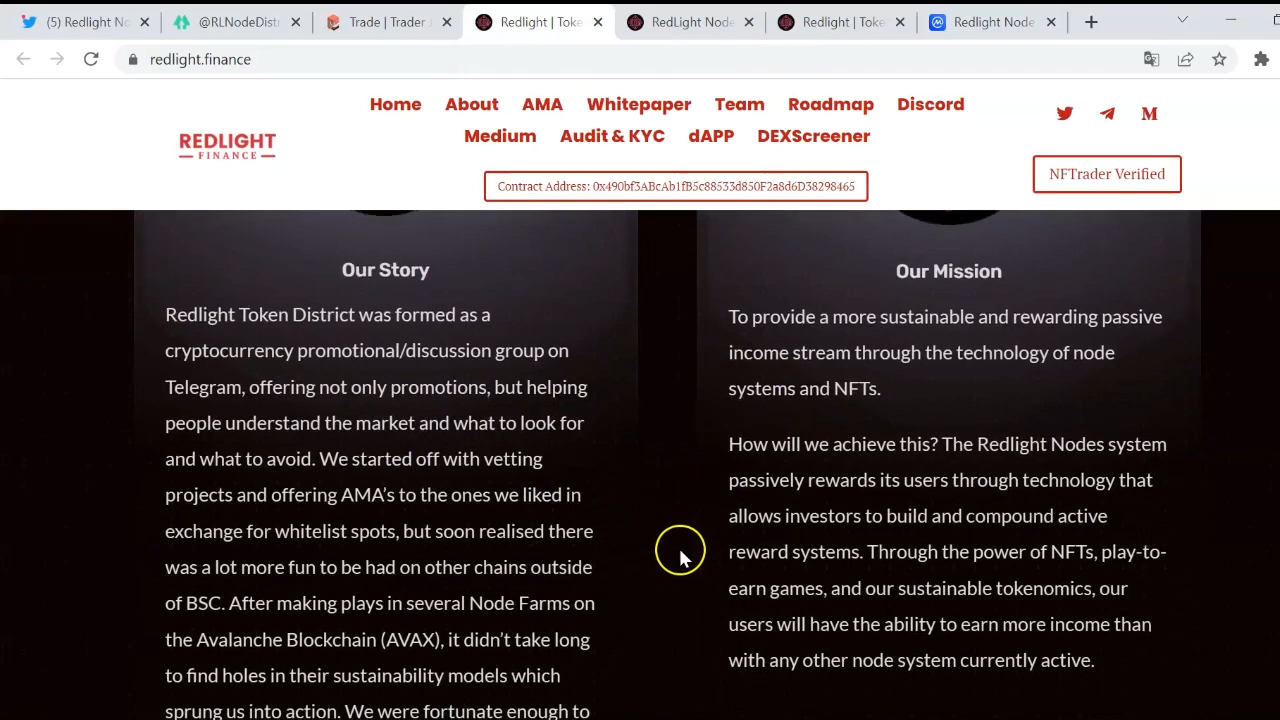 (5) Redlight No
@RLNodeDistr
Trade | Trader J
Redlight | Toke
RedLight Node
Redlight | Toke
Redlight Node
redlight.finance
Home About AMA Whitepaper Team Roadmap Discord
Medium Audit & KYC dAPP DEXScreener
REDLIGHT
FINANCE
Contract Address: 0x490bf3ABcAb1fB5c88533d850F2a8d6D38298465
NFTrader Verified
Our Story
Redlight Token District was formed as a
cryptocurrency promotional/discussion group on
Telegram, offering not only promotions, but helping
people understand the market and what to look for
and what to avoid. We started off with vetting
projects and offering AMA's to the ones we liked in
exchange for whitelist spots, but soon realised there
was a lot more fun to be had on other chains outside
of BSC. After making plays in several Node Farms on
the Avalanche Blockchain (AVAX), it didn't take long
to find holes in their sustainability models which
sprung us into action. We were fortunate enough to
Our Mission
To provide a more sustainable and rewarding passive
income stream through the technology of node
systems and NFTs.
How will we achieve this? The Redlight Nodes system
passively rewards its users through technology that
allows investors to build and compound active
reward systems. Through the power of NFTs, play-to-
earn games, and our sustainable tokenomics, our
users will have the ability to earn more income than
with any other node system currently active.